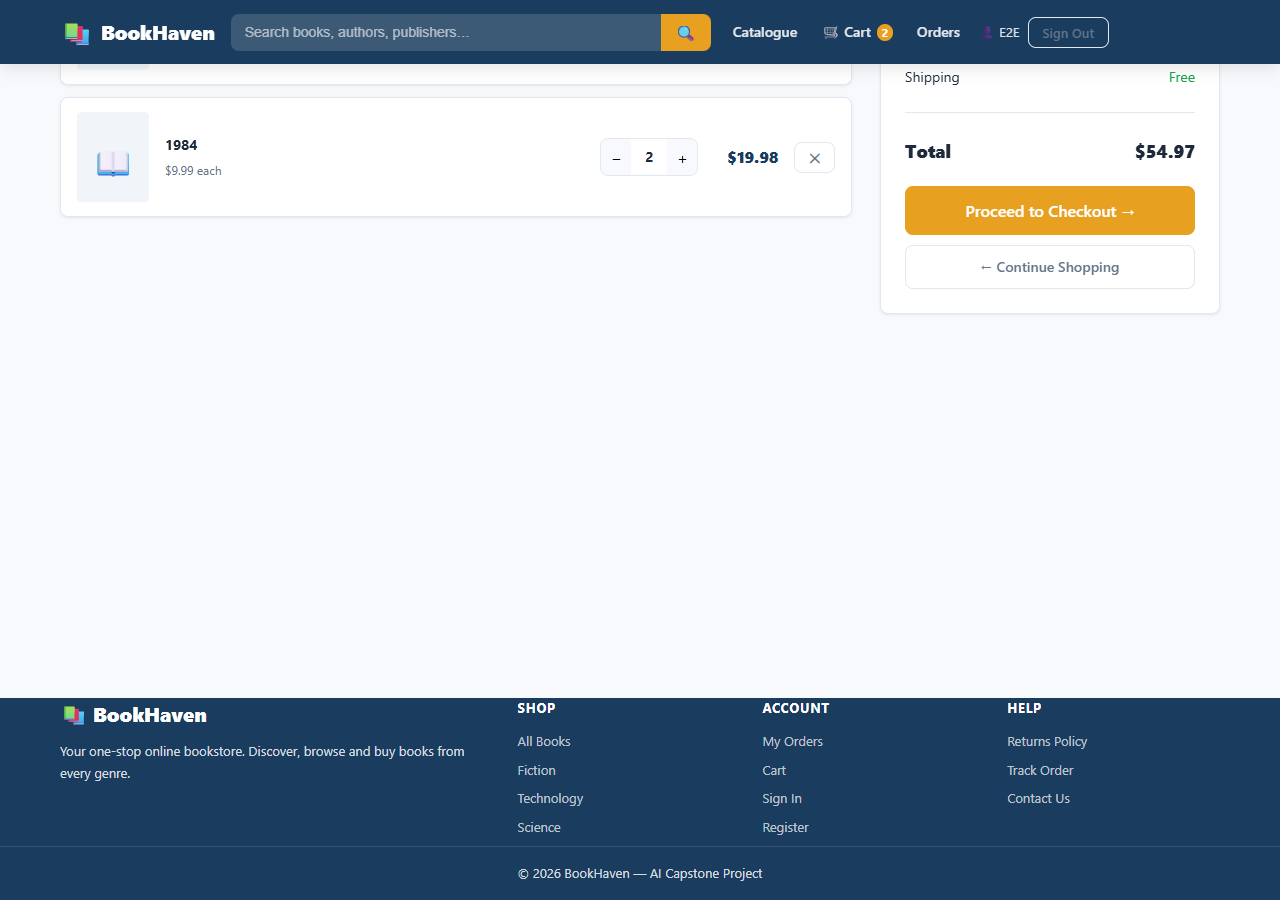 BookHaven
Search books, authors, publishers...
Catalogue
Cart 2
Orders
E2E
Sign Out
Shipping Free
1984
$9.99 each
− 2 +
$19.98
✕
Total $54.97
Proceed to Checkout →
← Continue Shopping
BookHaven
Your one-stop online bookstore. Discover, browse and buy books from
every genre.
SHOP
All Books
Fiction
Technology
Science
ACCOUNT
My Orders
Cart
Sign In
Register
HELP
Returns Policy
Track Order
Contact Us
© 2026 BookHaven — AI Capstone Project